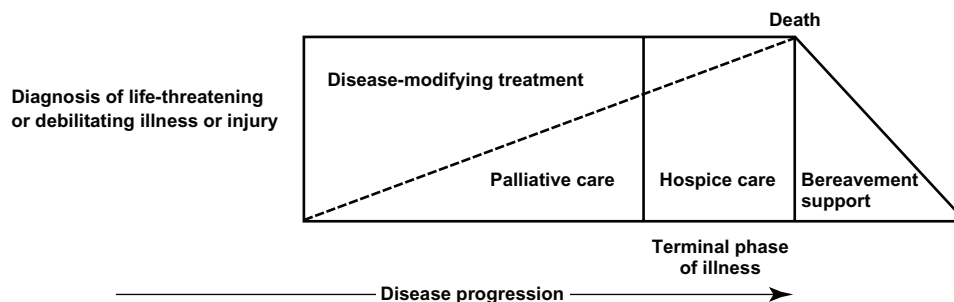 Death
Disease-modifying treatment
Diagnosis of life-threatening
or debilitating illness or injury
Palliative care
Hospice care
Bereavement
support
Terminal phase
of illness
Disease progression